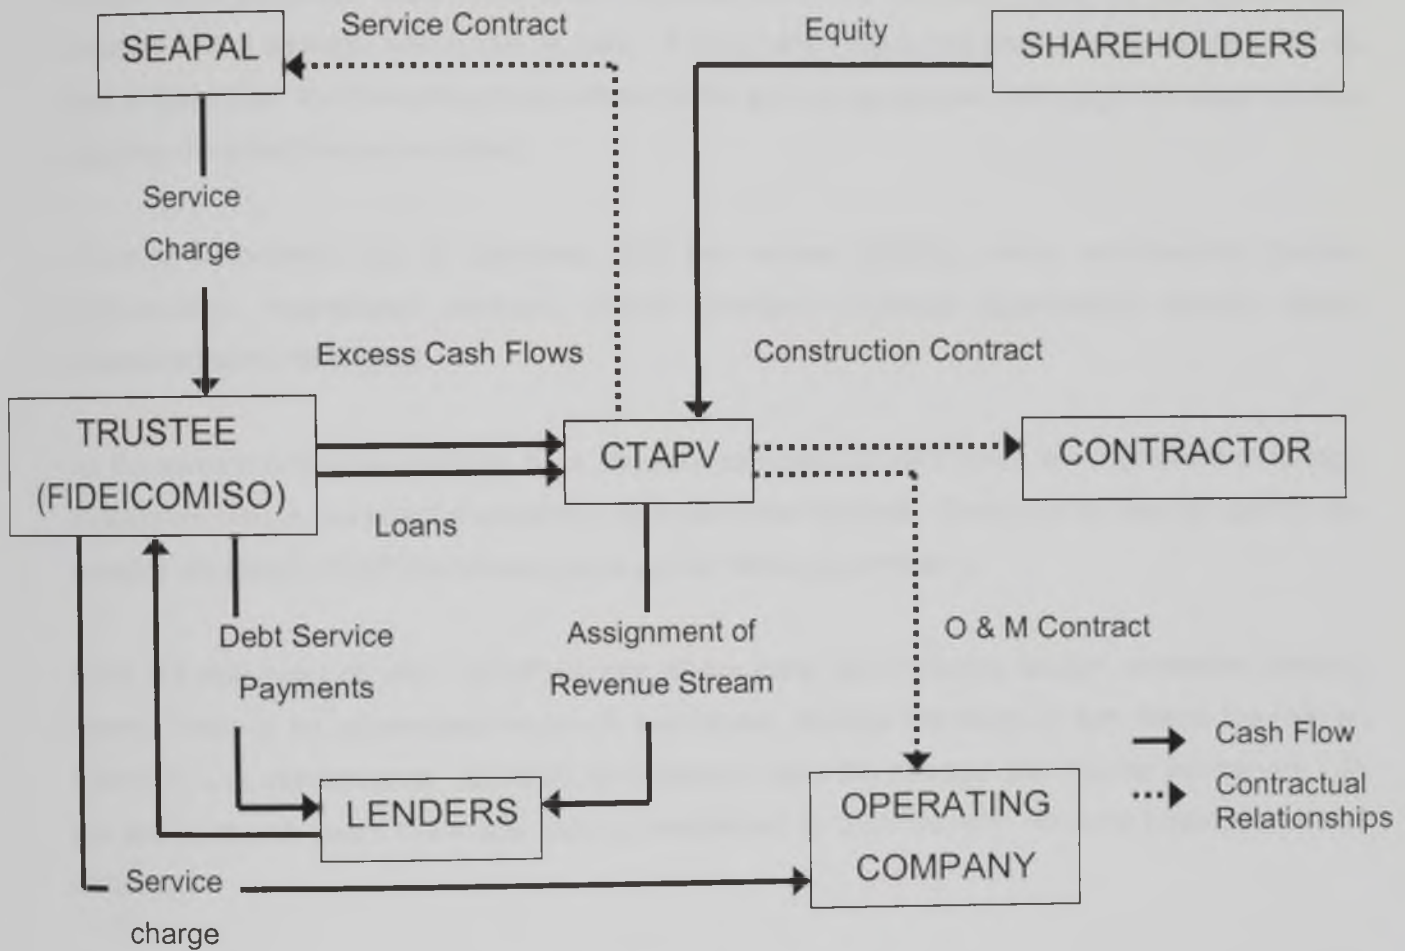 Service Contract
Equity
SEAPAL
SHAREHOLDERS
Service
Charge
Excess Cash Flows
Construction Contract
TRUSTEE
(FIDEICOMISO)
CTAPV
CONTRACTOR
Loans
Debt Service
Payments
Assignment of
Revenue Stream
O & M Contract
Cash Flow
Contractual
Relationships
LENDERS
OPERATING
COMPANY
Service
charge